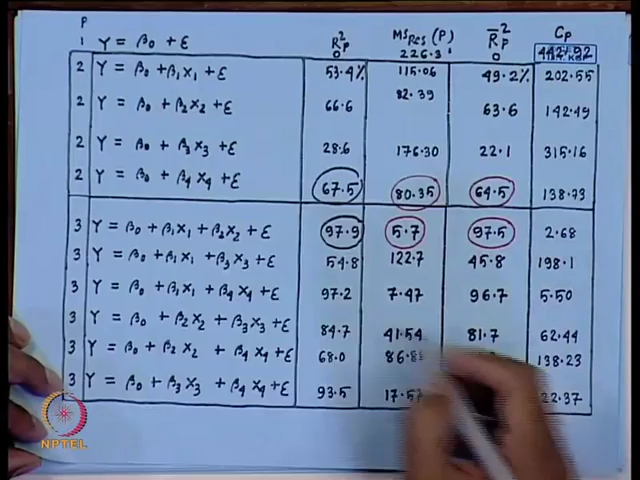 P R²p MSRes(P) R̄²p Cp
1 Y = β₀ + ε 0 226.3 0
2 Y = β₀ + β₁X₁ + ε 53.4% 115.06 49.2% 202.55
2 Y = β₀ + β₂X₂ + ε 66.6 82.39 63.6 142.49
2 Y = β₀ + β₃X₃ + ε 28.6 176.30 22.1 315.16
2 Y = β₀ + β₄X₄ + ε 67.5 80.35 64.5 138.73
3 Y = β₀ + β₁X₁ + β₂X₂ + ε 97.9 5.7 97.5 2.68
3 Y = β₀ + β₁X₁ + β₃X₃ + ε 54.8 122.7 45.8 198.1
3 Y = β₀ + β₁X₁ + β₄X₄ + ε 97.2 7.47 96.7 5.50
3 Y = β₀ + β₂X₂ + β₃X₃ + ε 84.7 41.54 81.7 62.44
3 Y = β₀ + β₂X₂ + β₄X₄ + ε 68.0 138.23
3 Y = β₀ + β₃X₃ + β₄X₄ + ε 93.5 22.37
NPTEL